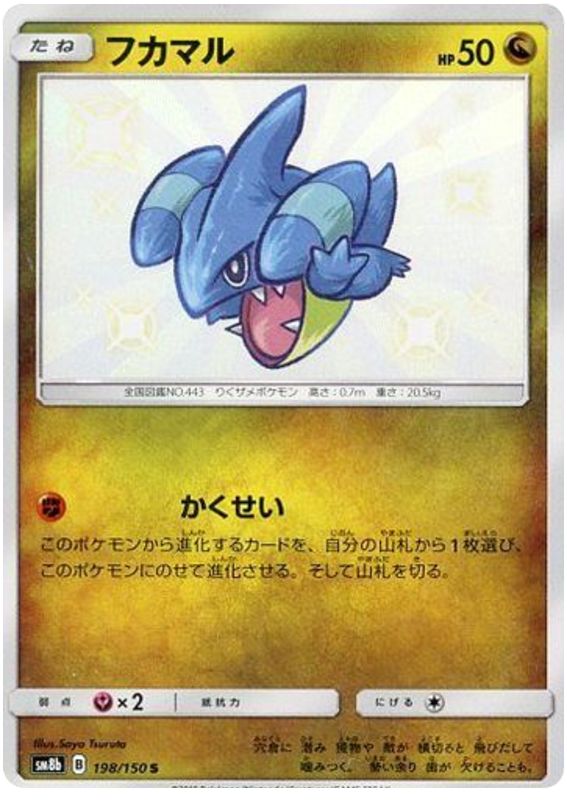 たね フカマル HP50
全国図鑑NO.443 りくザメポケモン 高さ：0.7m 重さ：20.5kg
かくせい
このポケモンから進化するカードを、自分の山札から1枚選び、
このポケモンにのせて進化させる。そして山札を切る。
弱点 ×2 抵抗力 にげる
Illus.Saya Tsuruta
穴倉に 潜み 獲物や 敵が 横切ると 飛びだして
噛みつく。勢い余り 歯が 欠けることも。
SM8b B 198/150 S